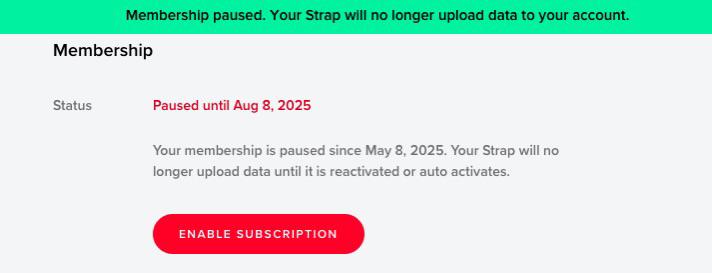 Membership paused. Your Strap will no longer upload data to your account.
Membership
Status
Paused until Aug 8, 2025
Your membership is paused since May 8, 2025. Your Strap will no
longer upload data until it is reactivated or auto activates.
ENABLE SUBSCRIPTION